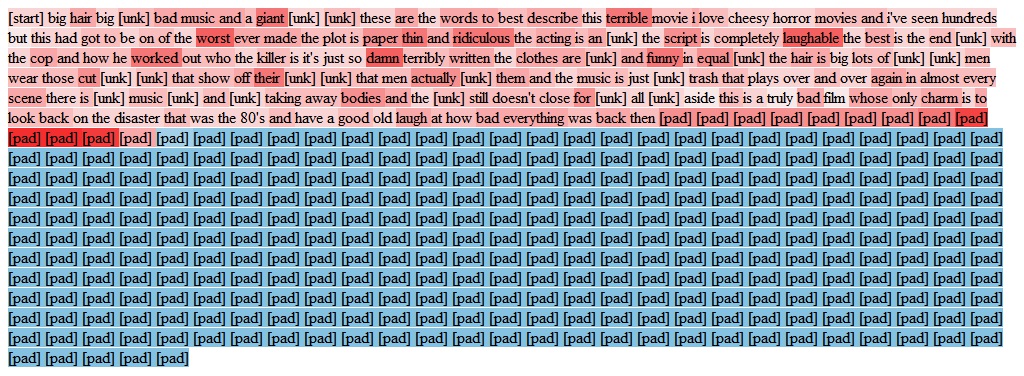 [start] big hair big [unk] bad music and a giant [unk] [unk] these are the words to best describe this terrible movie i love cheesy horror movies and i've seen hundreds
but this had got to be on of the worst ever made the plot is paper thin and ridiculous the acting is an [unk] the script is completely laughable the best is the end [unk] with
the cop and how he worked out who the killer is it's just so damn terribly written the clothes are [unk] and funny in equal [unk] the hair is big lots of [unk] [unk] men
wear those cut [unk] [unk] that show off their [unk] [unk] that men actually [unk] them and the music is just [unk] trash that plays over and over again in almost every
scene there is [unk] music [unk] and [unk] taking away bodies and the [unk] still doesn't close for [unk] all [unk] aside this is a truly bad film whose only charm is to
look back on the disaster that was the 80's and have a good old laugh at how bad everything was back then [pad] [pad] [pad] [pad] [pad] [pad] [pad] [pad] [pad]
[pad] [pad] [pad] [pad] [pad] [pad] [pad] [pad] [pad] [pad] [pad] [pad] [pad] [pad] [pad] [pad] [pad] [pad] [pad] [pad] [pad] [pad] [pad] [pad] [pad] [pad] [pad]
[pad] [pad] [pad] [pad] [pad] [pad] [pad] [pad] [pad] [pad] [pad] [pad] [pad] [pad] [pad] [pad] [pad] [pad] [pad] [pad] [pad] [pad] [pad] [pad] [pad] [pad] [pad]
[pad] [pad] [pad] [pad] [pad] [pad] [pad] [pad] [pad] [pad] [pad] [pad] [pad] [pad] [pad] [pad] [pad] [pad] [pad] [pad] [pad] [pad] [pad] [pad] [pad] [pad] [pad]
[pad] [pad] [pad] [pad] [pad] [pad] [pad] [pad] [pad] [pad] [pad] [pad] [pad] [pad] [pad] [pad] [pad] [pad] [pad] [pad] [pad] [pad] [pad] [pad] [pad] [pad] [pad]
[pad] [pad] [pad] [pad] [pad] [pad] [pad] [pad] [pad] [pad] [pad] [pad] [pad] [pad] [pad] [pad] [pad] [pad] [pad] [pad] [pad] [pad] [pad] [pad] [pad] [pad] [pad]
[pad] [pad] [pad] [pad] [pad] [pad] [pad] [pad] [pad] [pad] [pad] [pad] [pad] [pad] [pad] [pad] [pad] [pad] [pad] [pad] [pad] [pad] [pad] [pad] [pad] [pad] [pad]
[pad] [pad] [pad] [pad] [pad] [pad] [pad] [pad] [pad] [pad] [pad] [pad] [pad] [pad] [pad] [pad] [pad] [pad] [pad] [pad] [pad] [pad] [pad] [pad] [pad] [pad] [pad]
[pad] [pad] [pad] [pad] [pad] [pad] [pad] [pad] [pad] [pad] [pad] [pad] [pad] [pad] [pad] [pad] [pad] [pad] [pad] [pad] [pad] [pad] [pad] [pad] [pad] [pad] [pad]
[pad] [pad] [pad] [pad] [pad] [pad] [pad] [pad] [pad] [pad] [pad] [pad] [pad] [pad] [pad] [pad] [pad] [pad] [pad] [pad] [pad] [pad] [pad] [pad] [pad] [pad] [pad]
[pad] [pad] [pad] [pad] [pad] [pad] [pad] [pad] [pad] [pad] [pad] [pad] [pad] [pad] [pad] [pad] [pad] [pad] [pad] [pad] [pad] [pad] [pad] [pad] [pad] [pad] [pad]
[pad] [pad] [pad] [pad] [pad] [pad] [pad] [pad] [pad] [pad] [pad] [pad] [pad] [pad] [pad] [pad] [pad] [pad] [pad] [pad] [pad] [pad] [pad] [pad] [pad] [pad] [pad]
[pad] [pad] [pad] [pad] [pad]